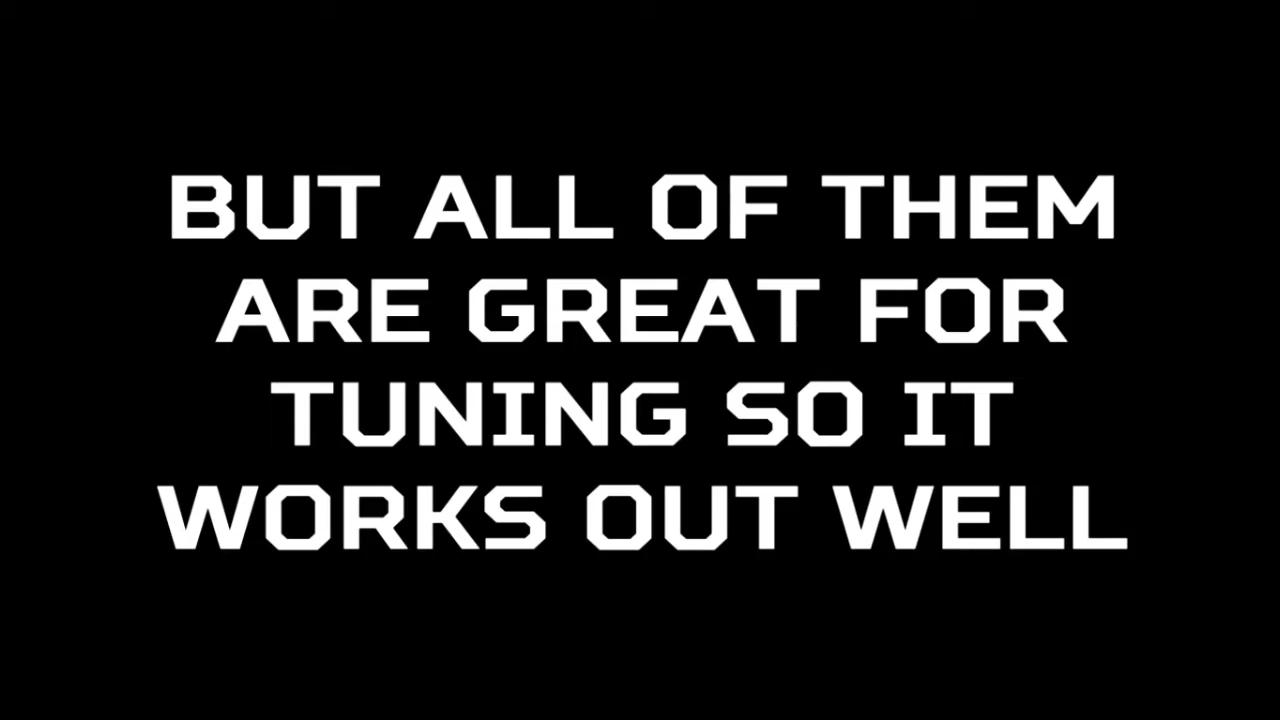 BUT ALL OF THEM
ARE GREAT FOR
TUNING SO IT
WORKS OUT WELL